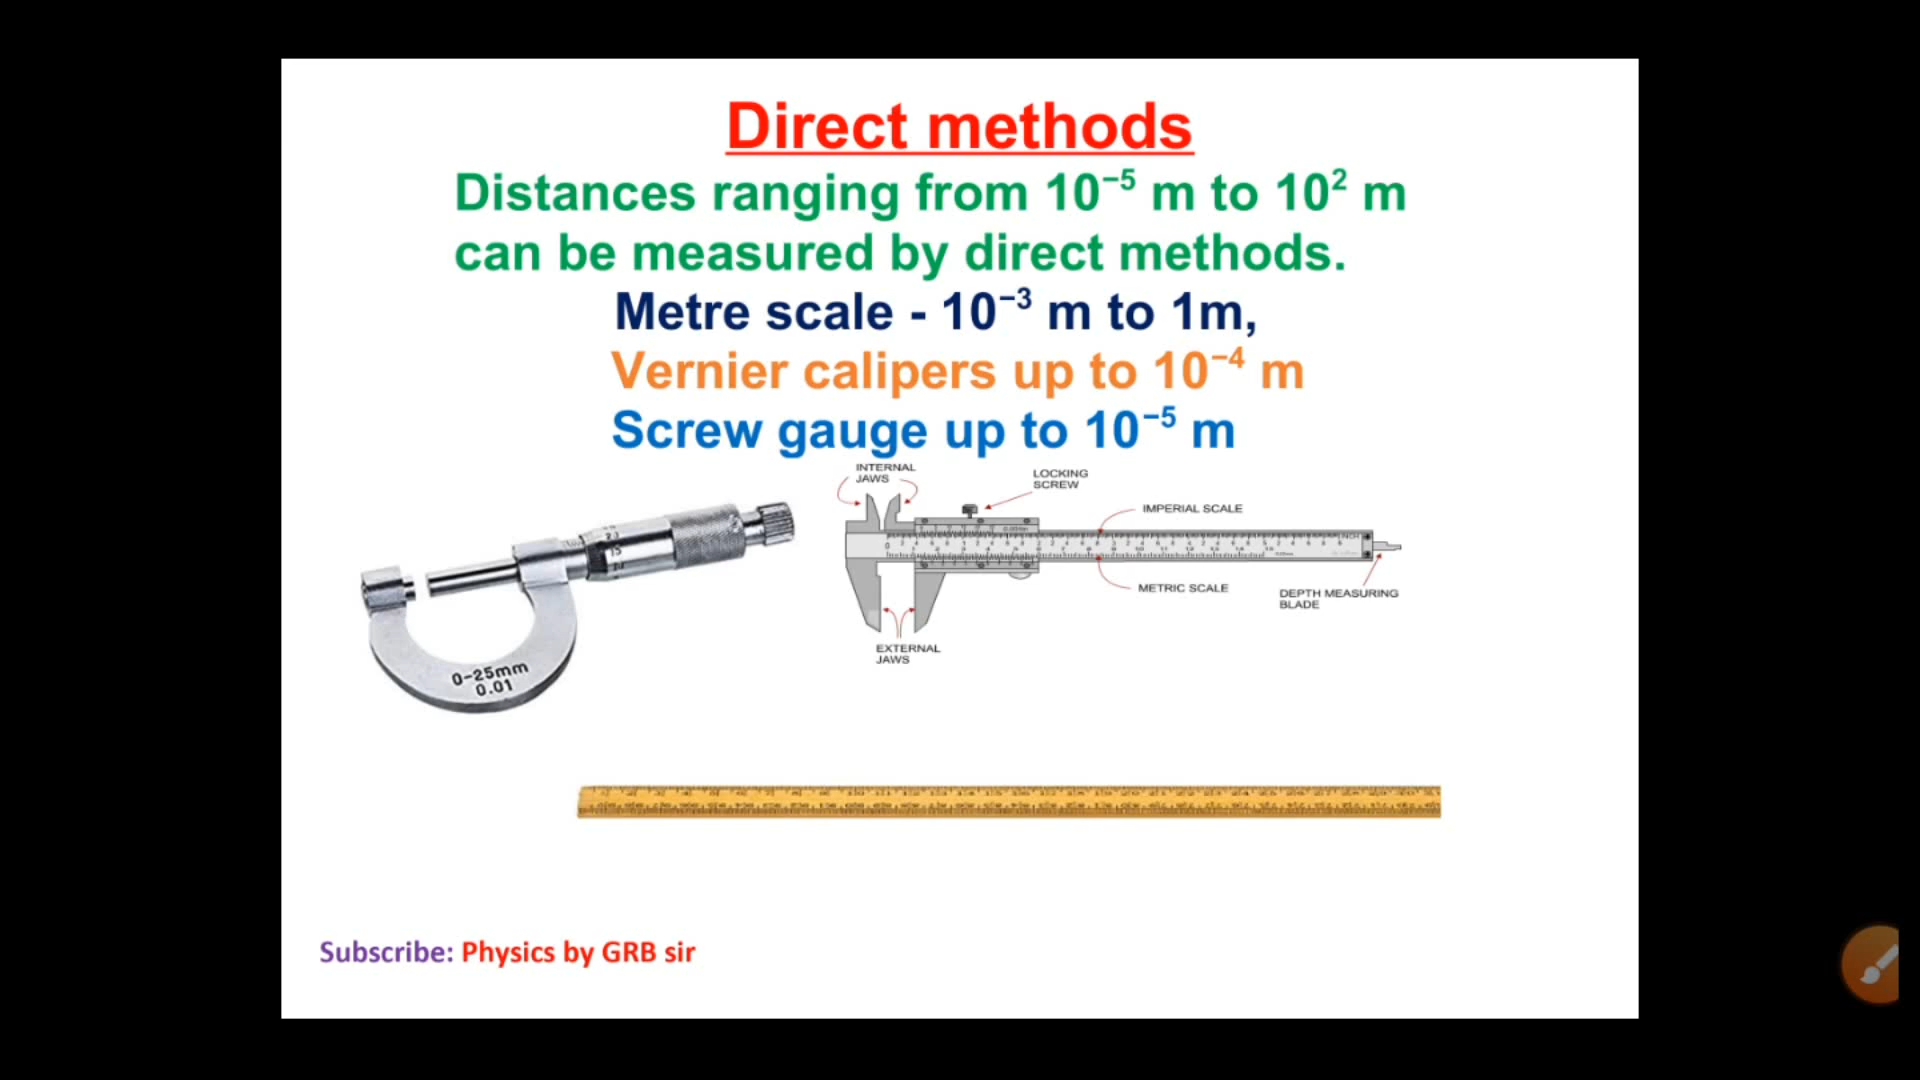 Direct methods
Distances ranging from 10⁻⁵ m to 10² m
can be measured by direct methods.
Metre scale - 10⁻³ m to 1m,
Vernier calipers up to 10⁻⁴ m
Screw gauge up to 10⁻⁵ m
INTERNAL
JAWS
LOCKING
SCREW
IMPERIAL SCALE
METRIC SCALE
DEPTH MEASURING
BLADE
EXTERNAL
JAWS
0-25mm
0.01
Subscribe: Physics by GRB sir